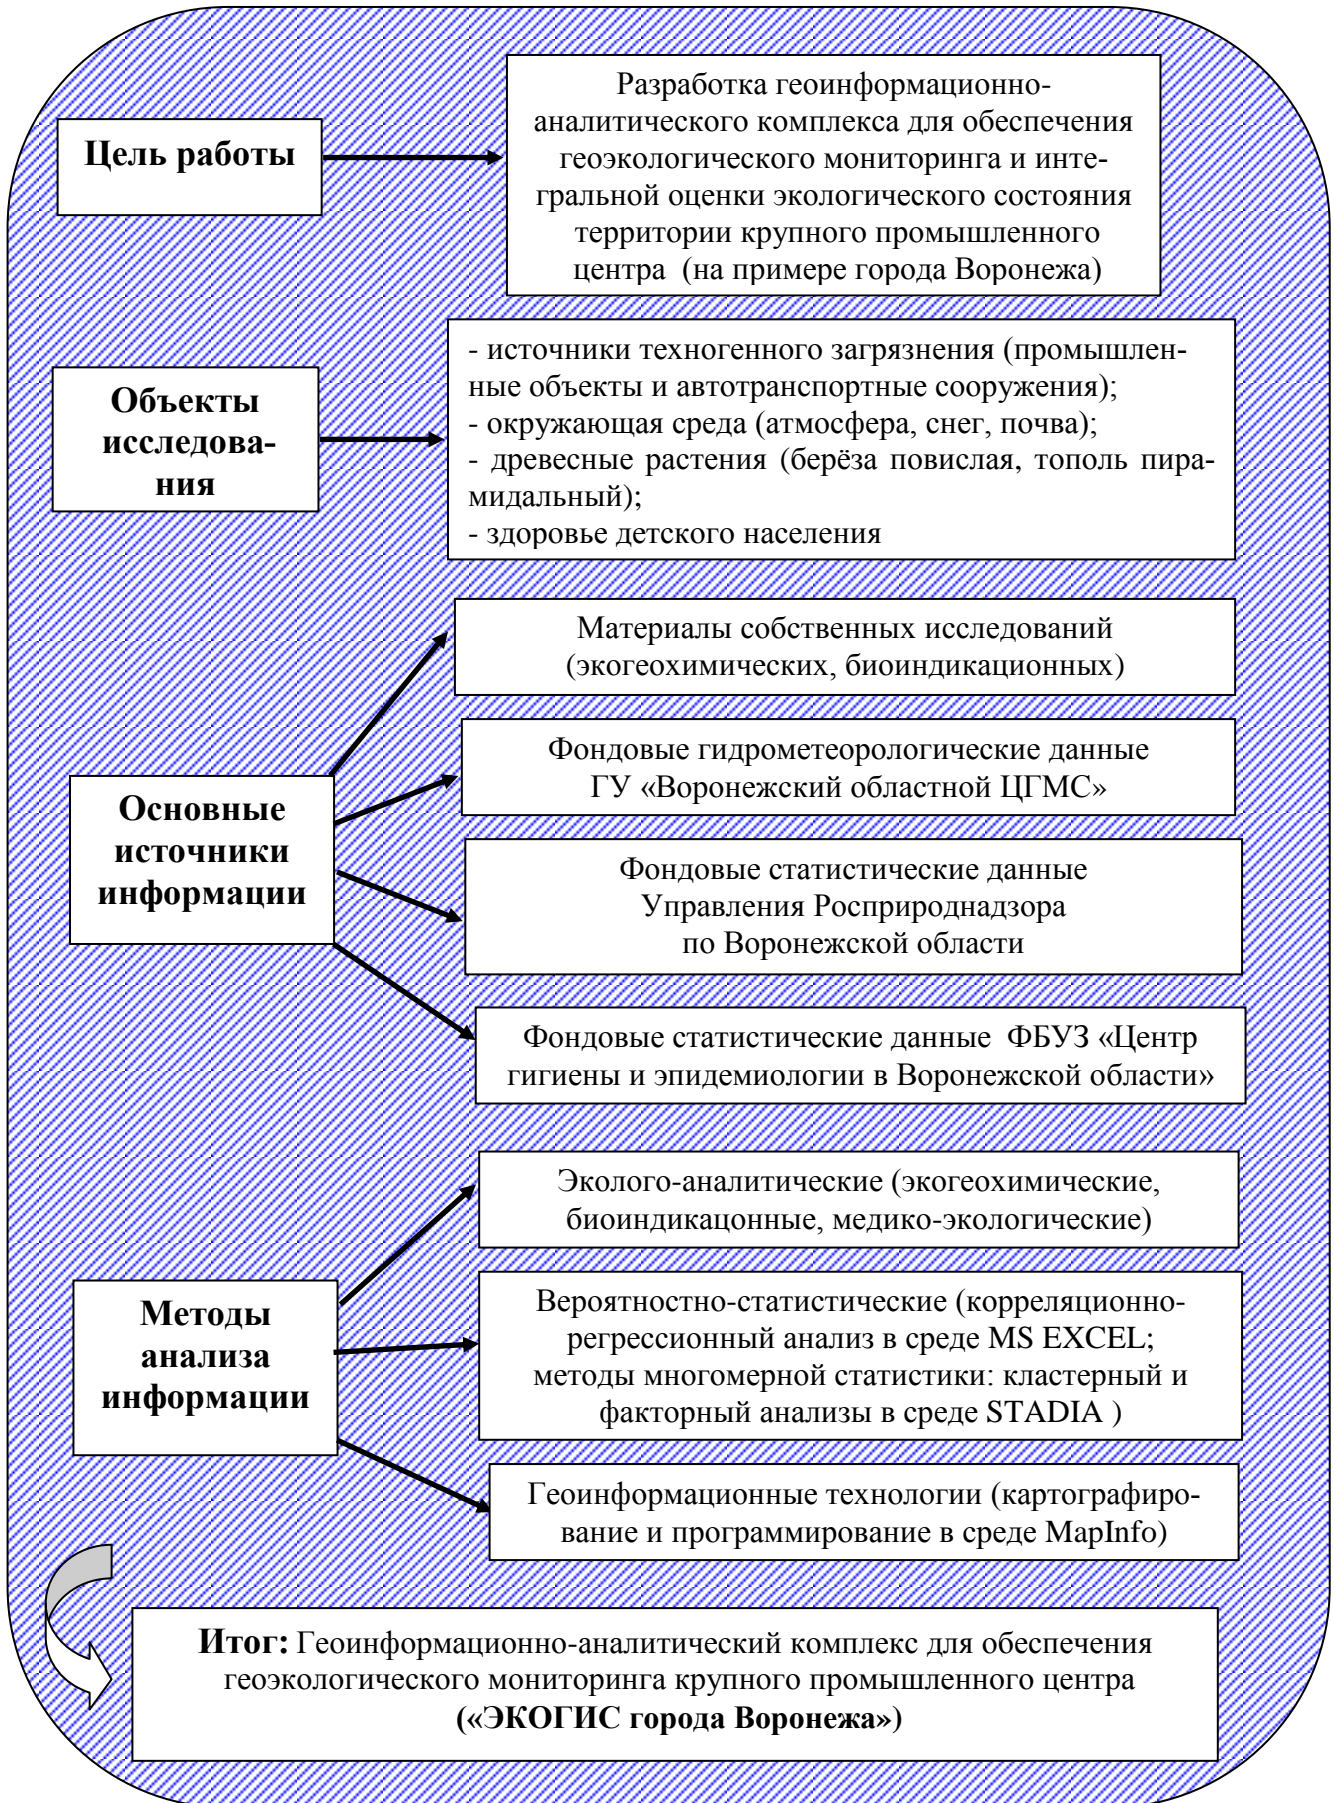 Цель работы
Разработка геоинформационно-
аналитического комплекса для обеспечения
геоэкологического мониторинга и инте-
гральной оценки экологического состояния
территории крупного промышленного
центра (на примере города Воронежа)
Объекты
исследова-
ния
- источники техногенного загрязнения (промышлен-
ные объекты и автотранспортные сооружения);
- окружающая среда (атмосфера, снег, почва);
- древесные растения (берёза повислая, тополь пира-
мидальный);
- здоровье детского населения
Основные
источники
информации
Материалы собственных исследований
(экогеохимических, биоиндикационных)
Фондовые гидрометеорологические данные
ГУ «Воронежский областной ЦГМС»
Фондовые статистические данные
Управления Росприроднадзора
по Воронежской области
Фондовые статистические данные ФБУЗ «Центр
гигиены и эпидемиологии в Воронежской области»
Методы
анализа
информации
Эколого-аналитические (экогеохимические,
биоиндикацонные, медико-экологические)
Вероятностно-статистические (корреляционно-
регрессионный анализ в среде MS EXCEL;
методы многомерной статистики: кластерный и
факторный анализы в среде STADIA )
Геоинформационные технологии (картографиро-
вание и программирование в среде MapInfo)
Итог: Геоинформационно-аналитический комплекс для обеспечения
геоэкологического мониторинга крупного промышленного центра
(«ЭКОГИС города Воронежа»)